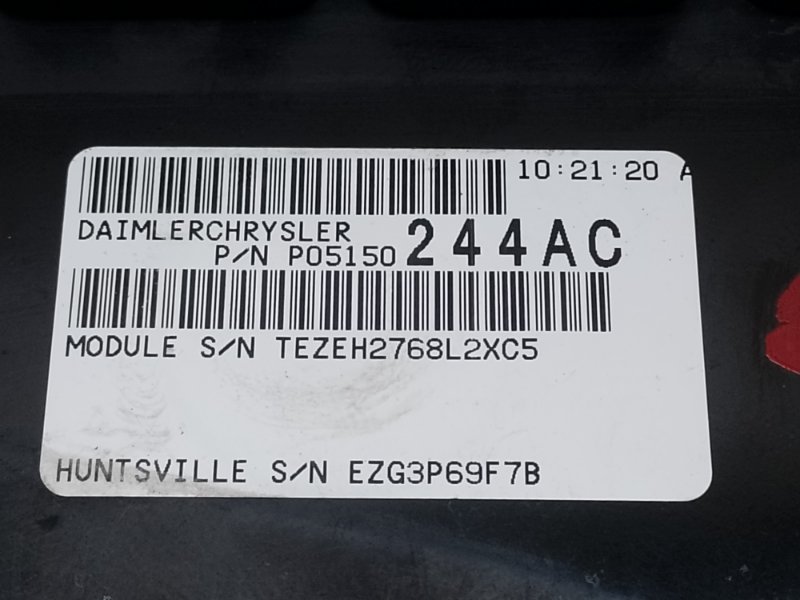 10:21:20 A
DAIMLERCHRYSLER
P/N P05150 244AC
MODULE S/N TEZEH2768L2XC5
HUNTSVILLE S/N EZG3P69F7B